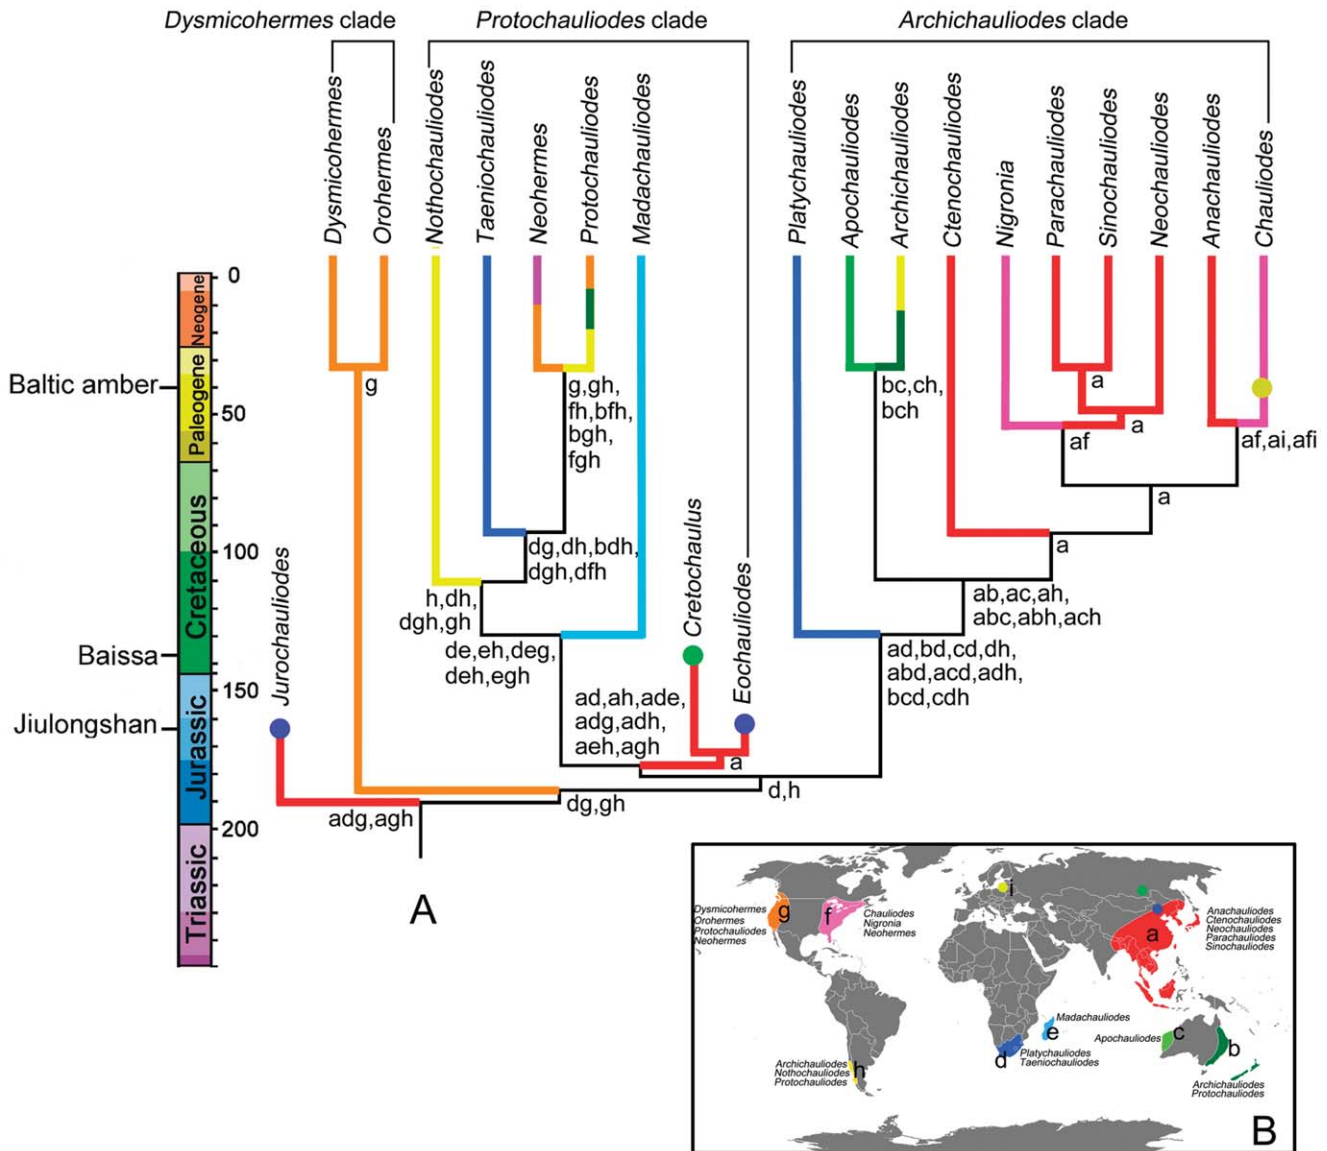 Dysmicohermes clade
Protochauliodes clade
Archichauliodes clade
Dysmicohermes
Orohermes
Nothochauliodes
Taeniochauliodes
Neohermes
Protochauliodes
Madachauliodes
Platychauliodes
Apochauliodes
Archichauliodes
Ctenochauliodes
Nigronia
Parachauliodes
Sinochauliodes
Neochauliodes
Anachauliodes
Chauliodes
Jurochauliodes
Cretochaulus
Eochauliodes
Baltic amber
Baissa
Jiulongshan
Neogene
Paleogene
Cretaceous
Jurassic
Triassic
0
50
100
150
200
g
g,gh,
fh,bfh,
bgh,
fgh
bc,ch,
bch
a
a
af
af,ai,afi
a
a
dg,dh,bdh,
dgh,dfh
h,dh,
dgh,gh
ab,ac,ah,
abc,abh,ach
de,eh,deg,
deh,egh
ad,bd,cd,dh,
abd,acd,adh,
bcd,cdh
ad,ah,ade,
adg,adh,
aeh,agh
a
d,h
dg,gh
adg,agh
A
Dysmicohermes
Orohermes
Protochauliodes
Neohermes
g
f
Chauliodes
Nigronia
Neohermes
i
a
Anachauliodes
Ctenochauliodes
Neochauliodes
Parachauliodes
Sinochauliodes
Madachauliodes
e
d
Platychauliodes
Taeniochauliodes
Apochauliodes
c
b
Archichauliodes
Protochauliodes
Archichauliodes
Nothochauliodes
Protochauliodes
h
B